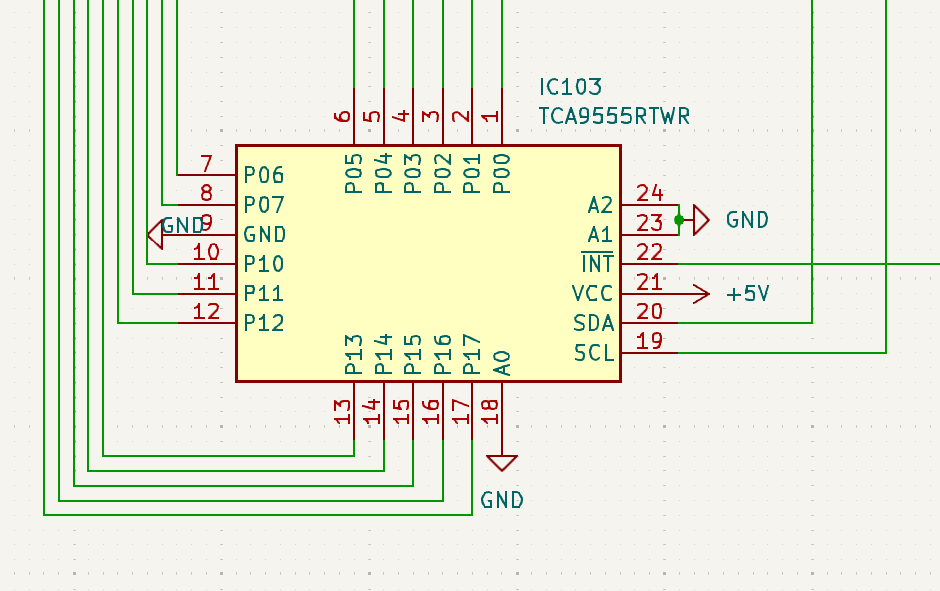 IC103
TCA9555RTWR
6 5 4 3 2 1
P05 P04 P03 P02 P01 P00
7 P06
8 P07
GND 9 GND
10 P10
11 P11
12 P12
A2 24
A1 23
GND
INT 22
VCC 21 +5V
SDA 20
SCL 19
P13 P14 P15 P16 P17 A0
13 14 15 16 17 18
GND